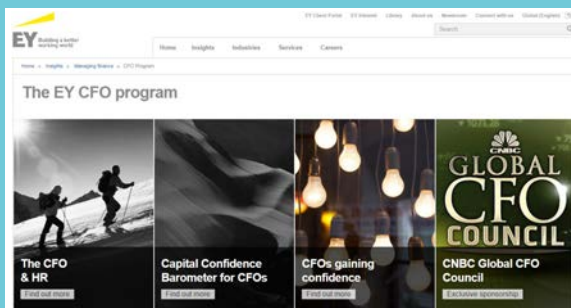 EY Client Portal EY Intranet Library About us Newsroom Connect with us Global (English)
Search
EY
Building a better
working world
Home Insights Industries Services Careers
Home > Insights > Managing finance > CFO Program
The EY CFO program
CNBC
GLOBAL
CFO
COUNCIL
The CFO
& HR
Find out more
Capital Confidence
Barometer for CFOs
Find out more
CFOs gaining
confidence
Find out more
CNBC Global CFO
Council
Exclusive sponsorship